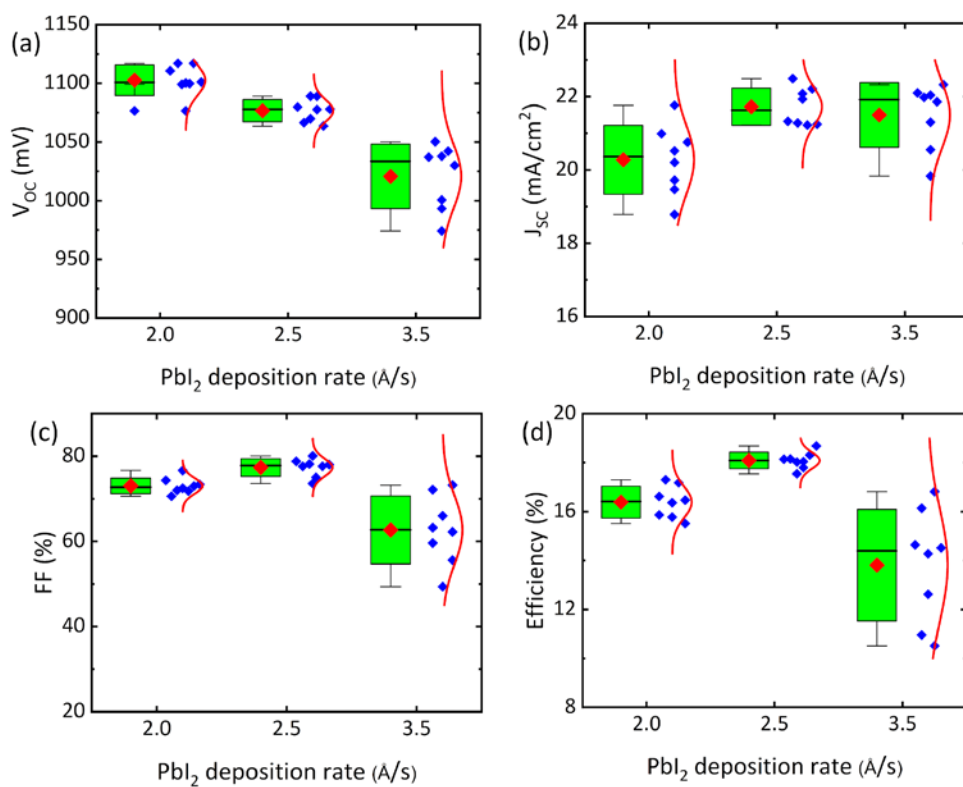 (a)
1150
1100
1050
1000
950
900
V_OC (mV)
2.0 2.5 3.5
PbI₂ deposition rate (Å/s)
(b)
24
22
20
18
16
J_SC (mA/cm²)
2.0 2.5 3.5
PbI₂ deposition rate (Å/s)
(c)
80
60
40
20
FF (%)
2.0 2.5 3.5
PbI₂ deposition rate (Å/s)
(d)
20
16
12
8
Efficiency (%)
2.0 2.5 3.5
PbI₂ deposition rate (Å/s)